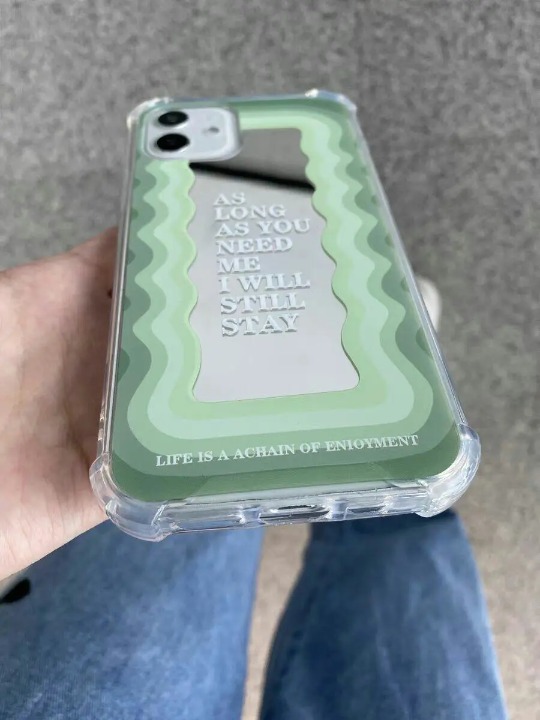 AS
LONG
AS YOU
NEED
ME
I WILL
STILL
STAY
LIFE IS A ACHAIN OF ENIOYMENT